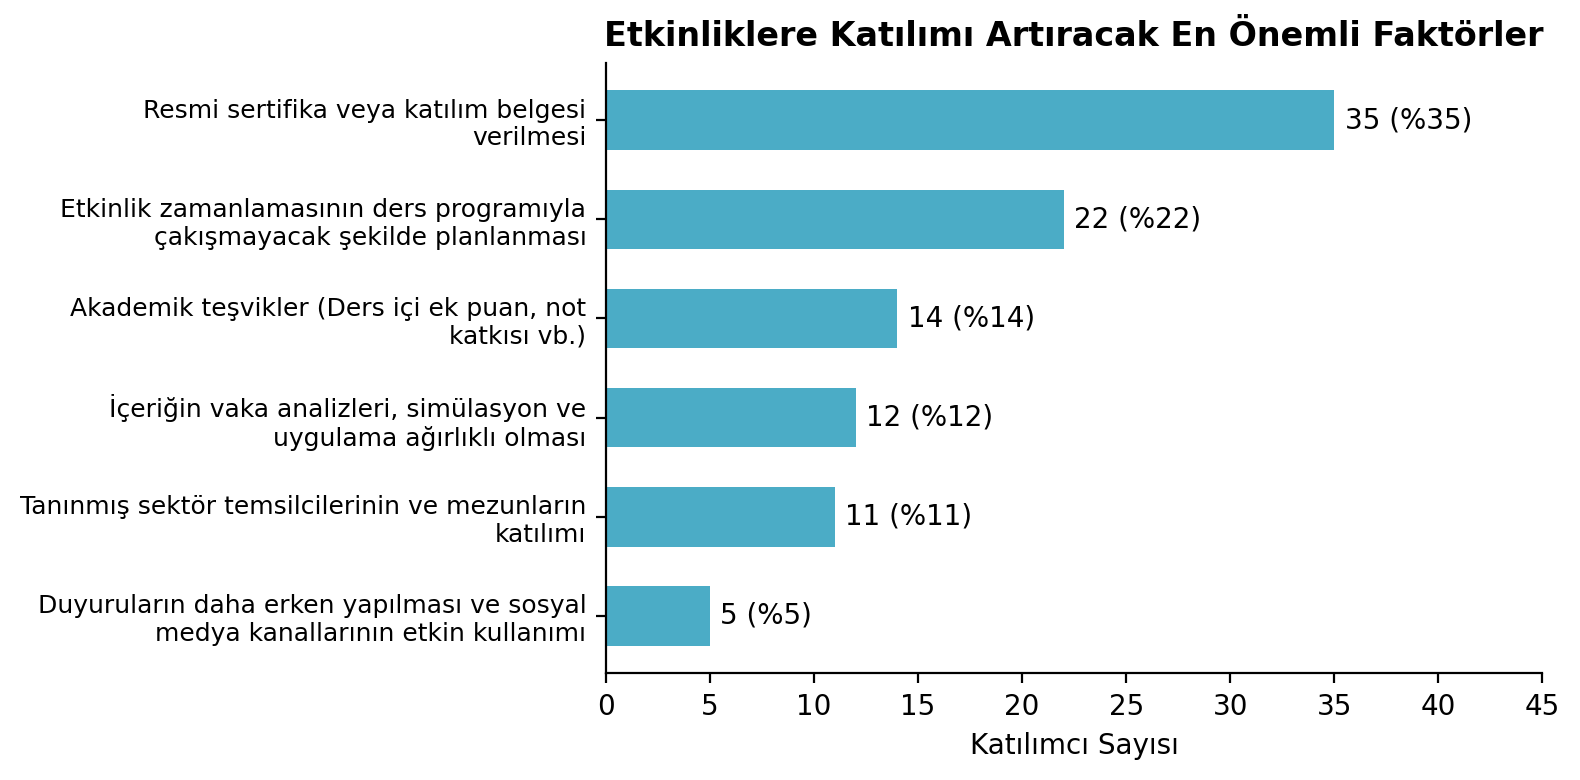 Etkinliklere Katılımı Artıracak En Önemli Faktörler
Resmi sertifika veya katılım belgesi
verilmesi
35 (%35)
Etkinlik zamanlamasının ders programıyla
çakışmayacak şekilde planlanması
22 (%22)
Akademik teşvikler (Ders içi ek puan, not
katkısı vb.)
14 (%14)
İçeriğin vaka analizleri, simülasyon ve
uygulama ağırlıklı olması
12 (%12)
Tanınmış sektör temsilcilerinin ve mezunların
katılımı
11 (%11)
Duyuruların daha erken yapılması ve sosyal
medya kanallarının etkin kullanımı
5 (%5)
0 5 10 15 20 25 30 35 40 45
Katılımcı Sayısı